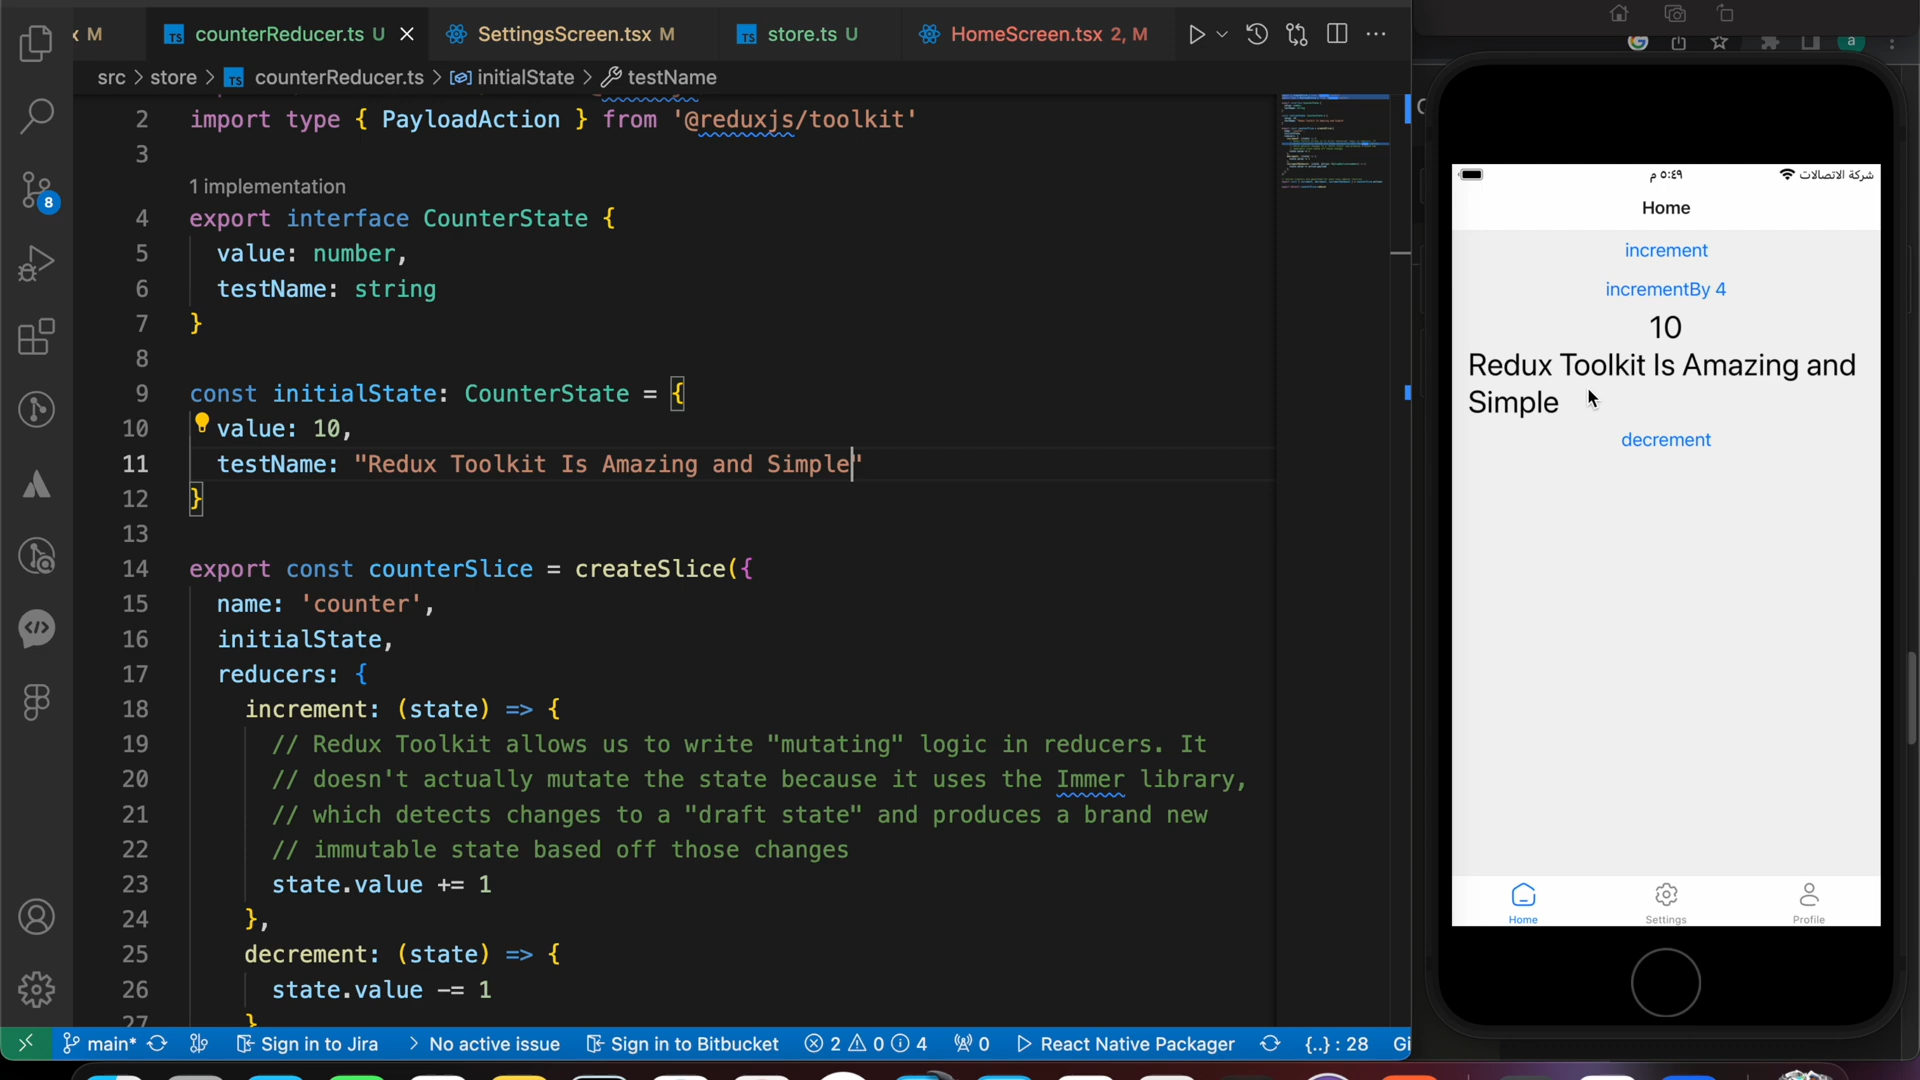 x M
TS counterReducer.ts U
SettingsScreen.tsx M
TS store.ts U
HomeScreen.tsx 2, M
src > store > TS counterReducer.ts > initialState > testName
2 import type { PayloadAction } from '@reduxjs/toolkit'
3
1 implementation
4 export interface CounterState {
5 value: number,
6 testName: string
7 }
8
9 const initialState: CounterState = {
10 value: 10,
11 testName: "Redux Toolkit Is Amazing and Simple"
12 }
13
14 export const counterSlice = createSlice({
15 name: 'counter',
16 initialState,
17 reducers: {
18 increment: (state) => {
19 // Redux Toolkit allows us to write "mutating" logic in reducers. It
20 // doesn't actually mutate the state because it uses the Immer library,
21 // which detects changes to a "draft state" and produces a brand new
22 // immutable state based off those changes
23 state.value += 1
24 },
25 decrement: (state) => {
26 state.value -= 1
27 }
8
main* Sign in to Jira > No active issue Sign in to Bitbucket 2 0 4 0 React Native Packager {..} : 28 Gi
a
شركة الاتصالات
٥:٤٩ م
Home
increment
incrementBy 4
10
Redux Toolkit Is Amazing and
Simple
decrement
Home
Settings
Profile